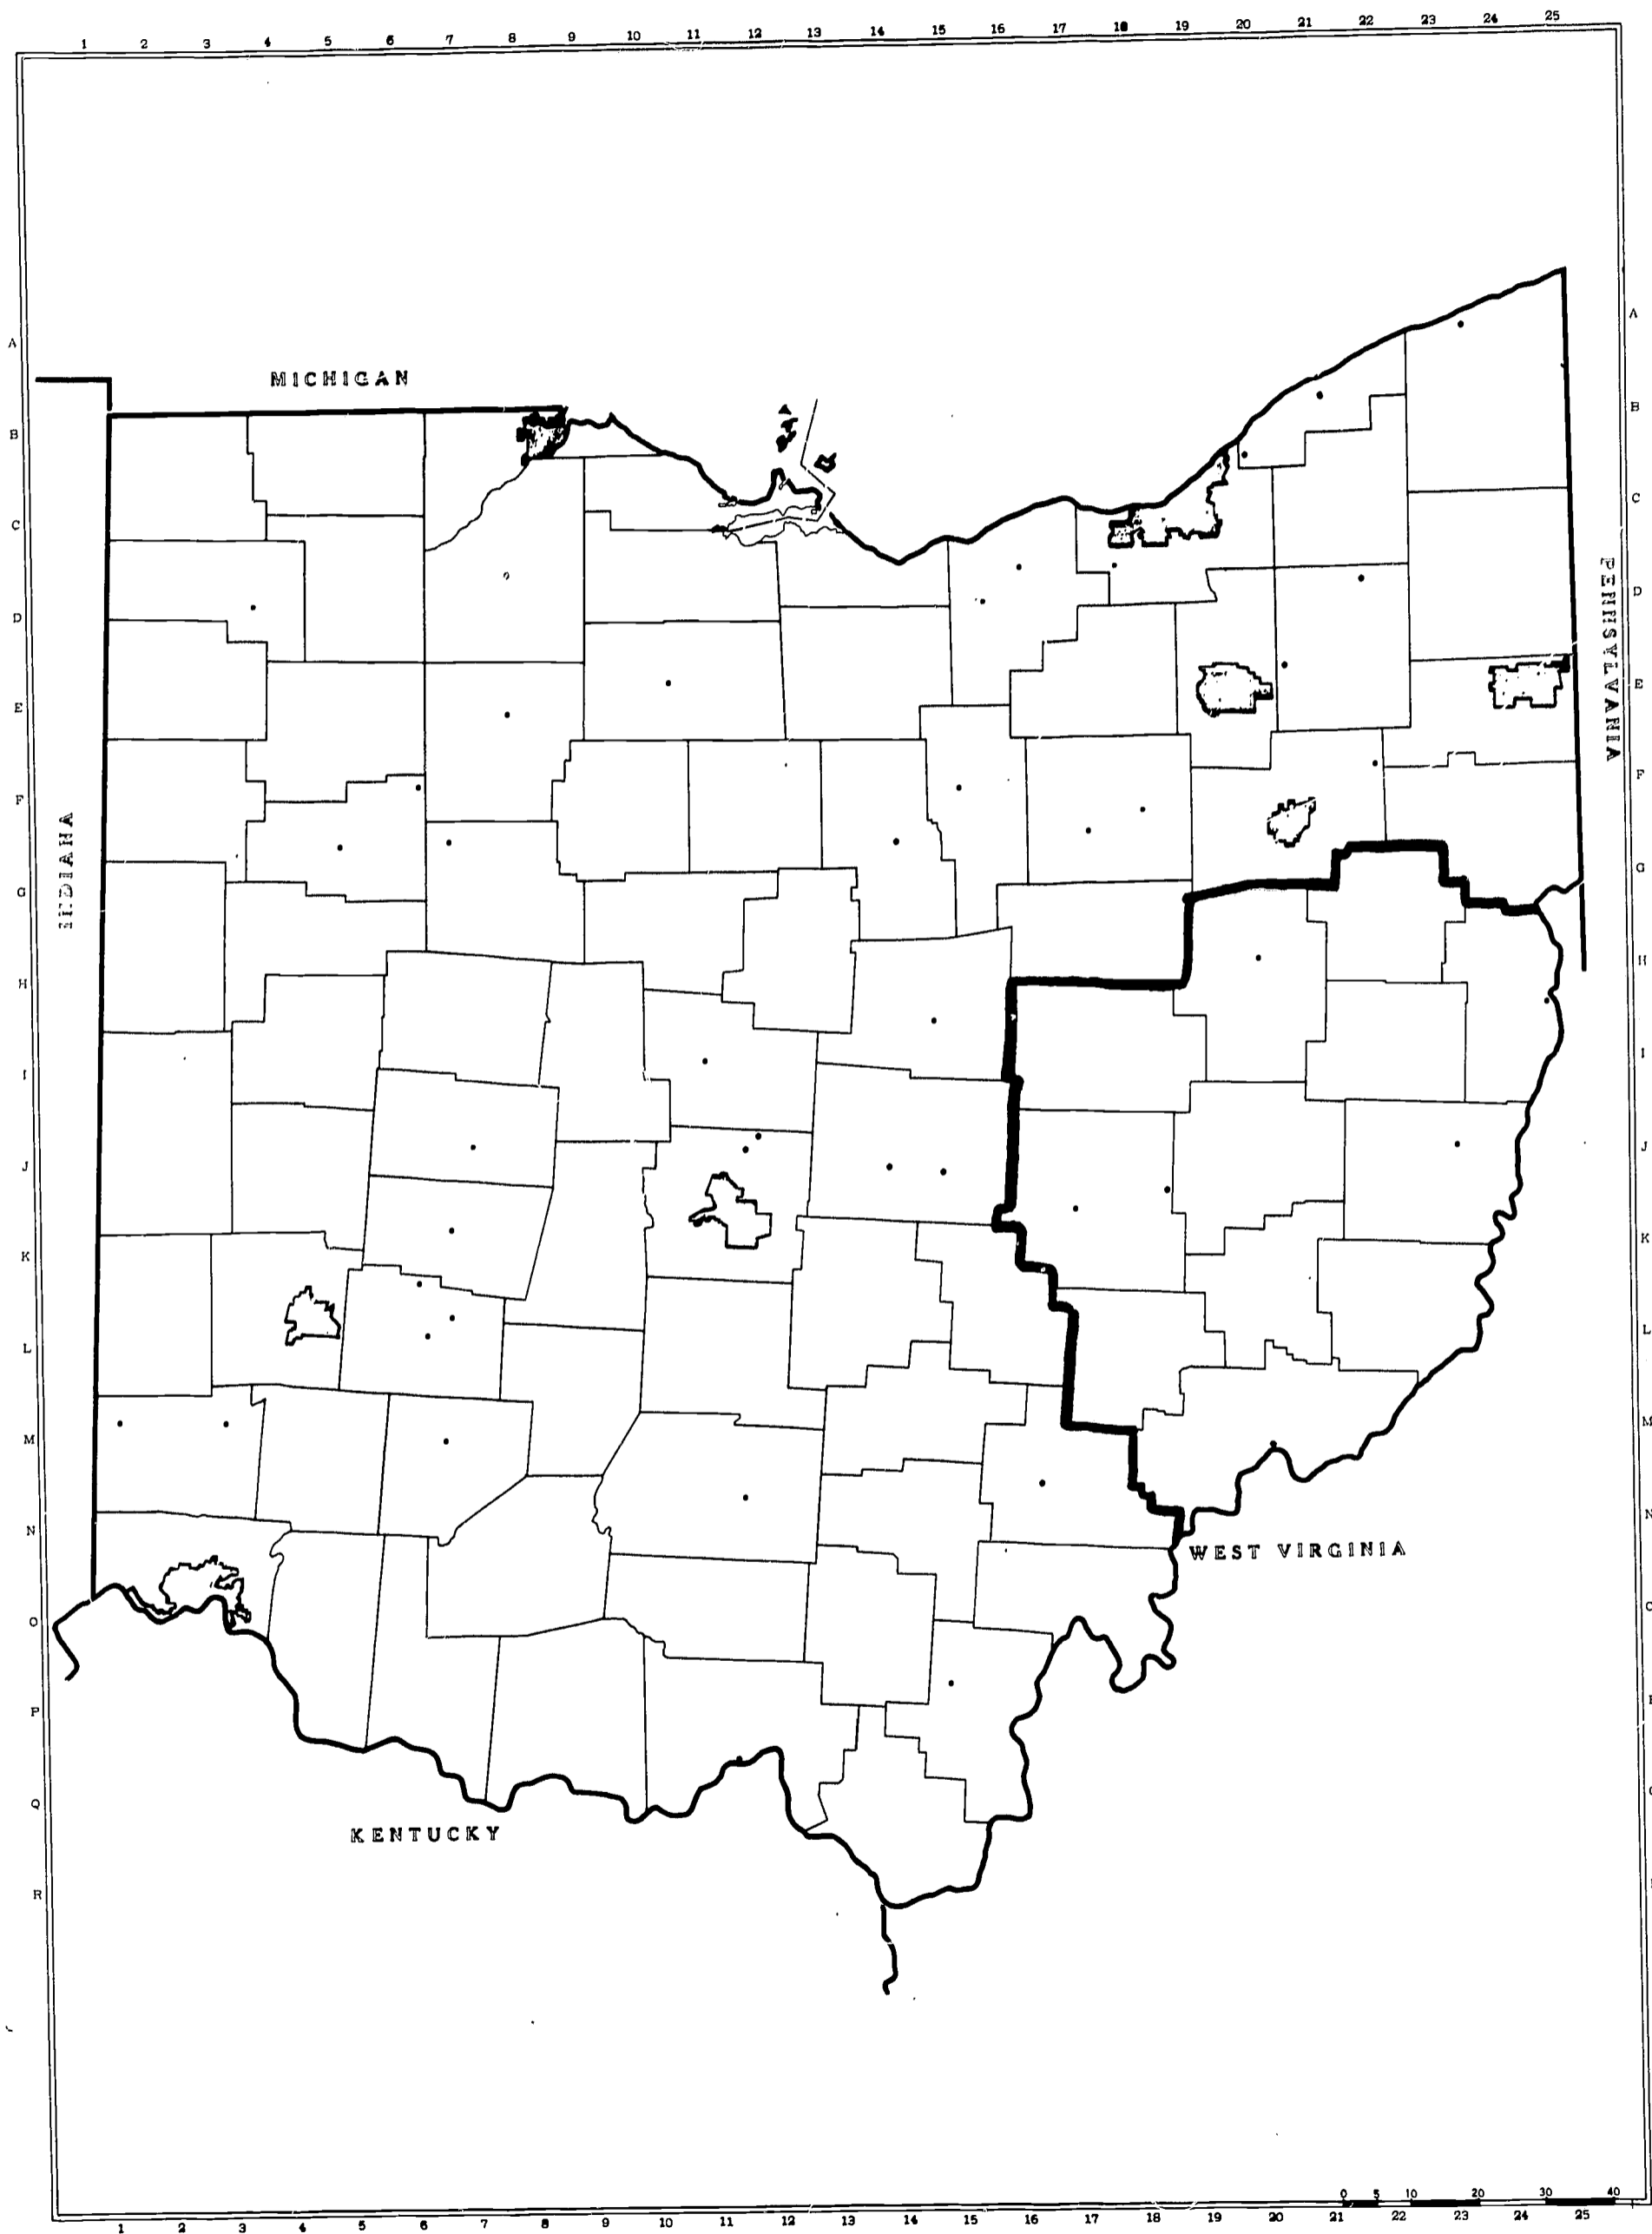 1 2 3 4 5 6 7 8 9 10 11 12 13 14 15 16 17 18 19 20 21 22 23 24 25
A A
MICHIGAN
B B
C C
D D
PENNSYLVANIA
E E
F F
INDIANA
G G
H H
I I
J J
K K
L L
M M
N N
WEST VIRGINIA
O
P
Q
KENTUCKY
R
0 5 10 20 30 40
1 2 3 4 5 6 7 8 9 10 11 12 13 14 15 16 17 18 19 20 21 22 23 24 25